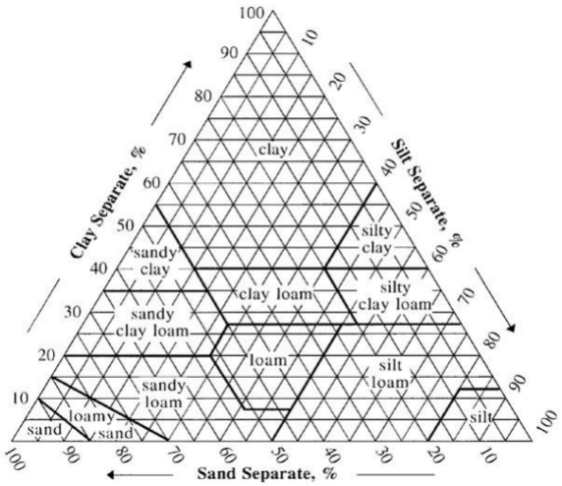 100
90
10
80
20
70
30
clay
60
40
Clay Separate, %
Silt Separate, %
50
50
silty
clay
sandy
clay
60
40
silty
clay loam
clay loam
70
30
sandy
clay loam
80
20
loam
silt
loam
sandy
loam
90
10
loamy
sand
silt
sand
100
100
90
80
70
60
50
40
30
20
10
Sand Separate, %